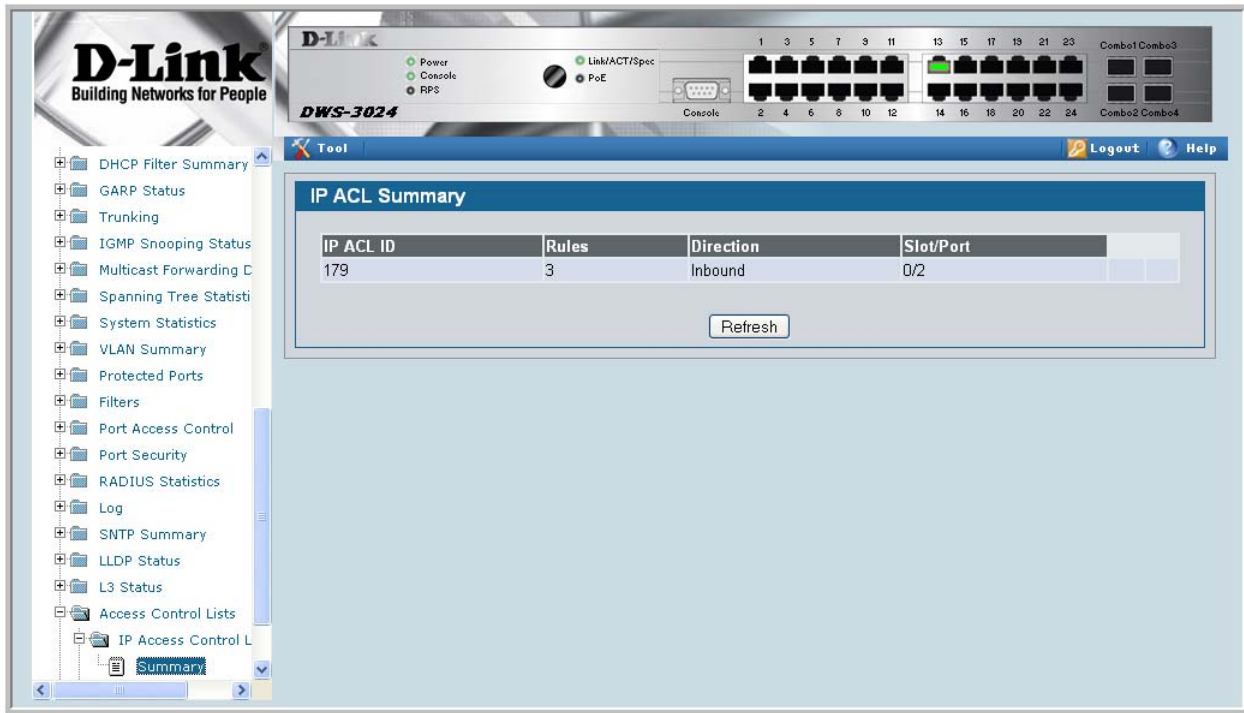 D-Link
Building Networks for People
D-Link
Power
Console
RPS
Link/ACT/Spec
PoE
DWS-3024
Console
1 3 5 7 9 11 13 15 17 19 21 23
2 4 6 8 10 12 14 16 18 20 22 24
Combo1 Combo3
Combo2 Combo4
Tool
Logout
Help
DHCP Filter Summary
GARP Status
Trunking
IGMP Snooping Status
Multicast Forwarding D
Spanning Tree Statisti
System Statistics
VLAN Summary
Protected Ports
Filters
Port Access Control
Port Security
RADIUS Statistics
Log
SNTP Summary
LLDP Status
L3 Status
Access Control Lists
IP Access Control L
Summary
IP ACL Summary
IP ACL ID Rules Direction Slot/Port
179 3 Inbound 0/2
Refresh